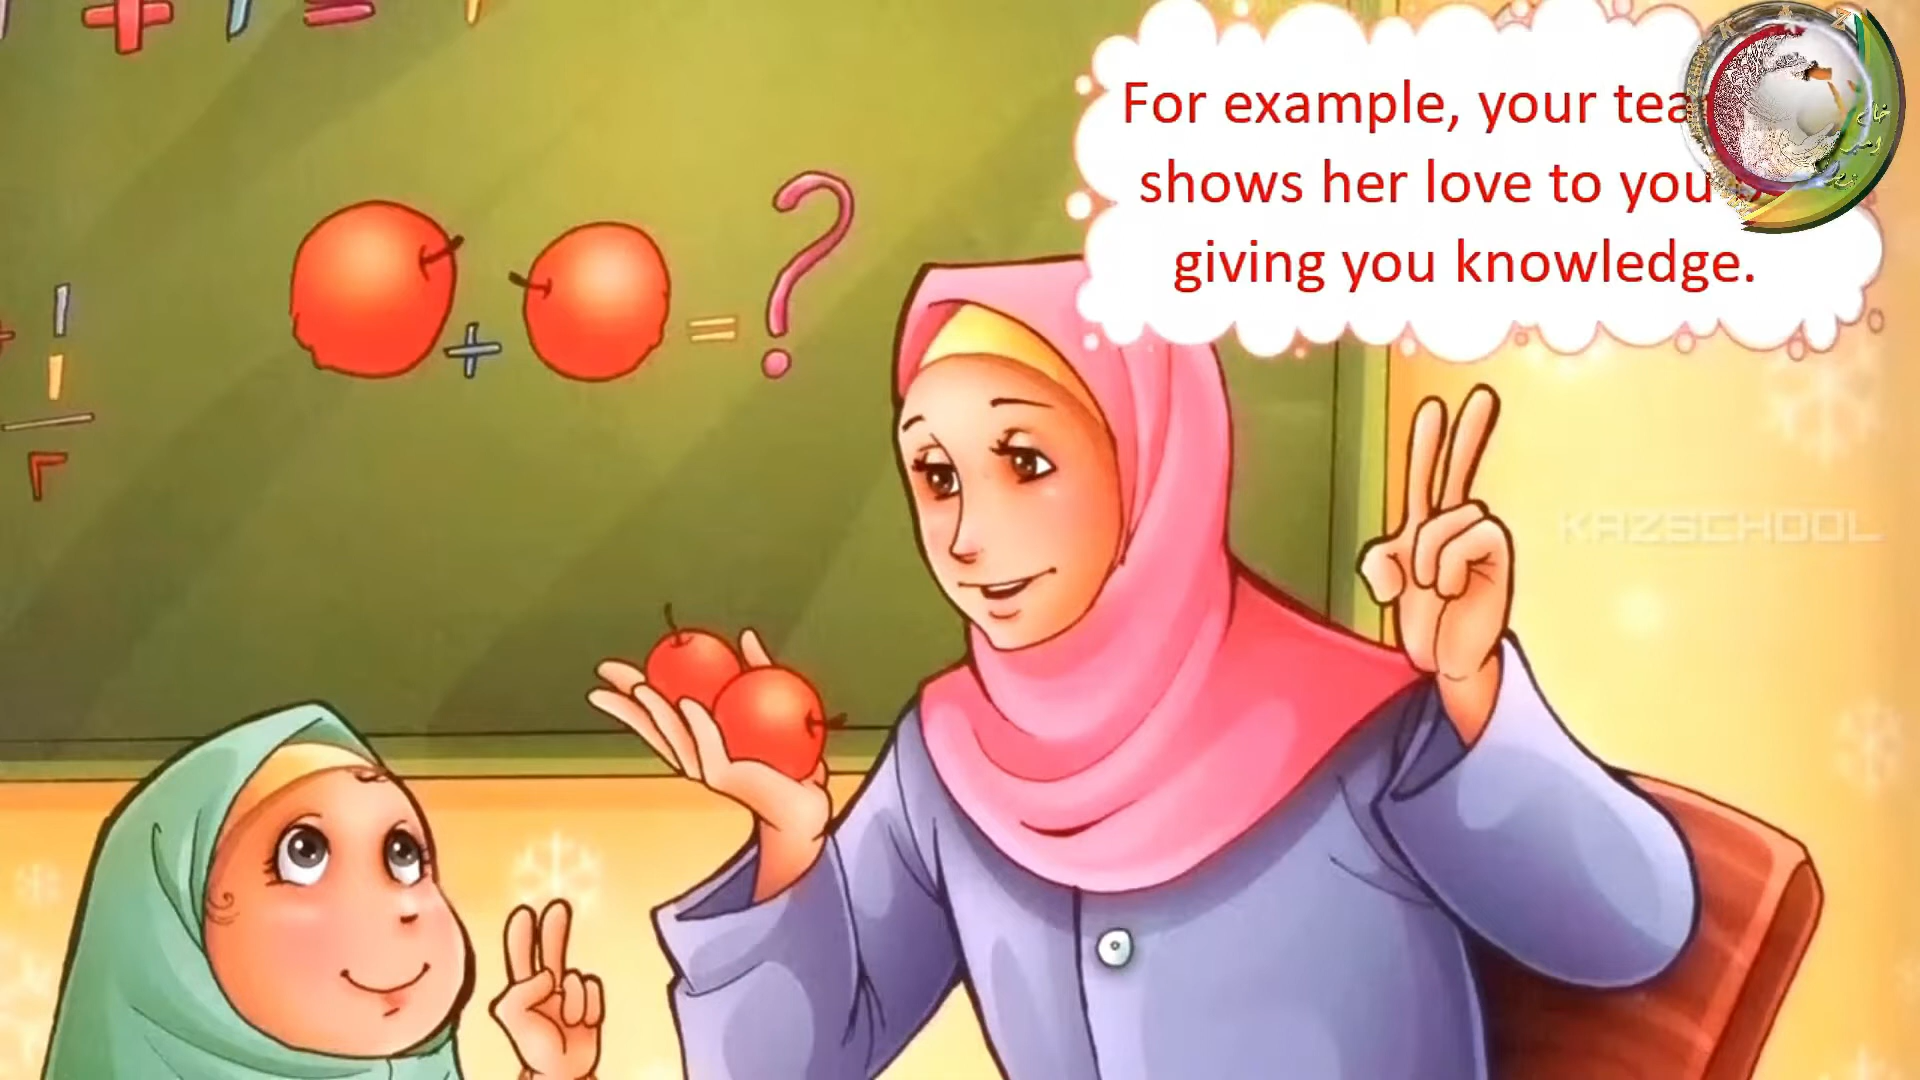 For example, your tea
shows her love to you
giving you knowledge.
KAZSCHOOL
+ =
+ = ?